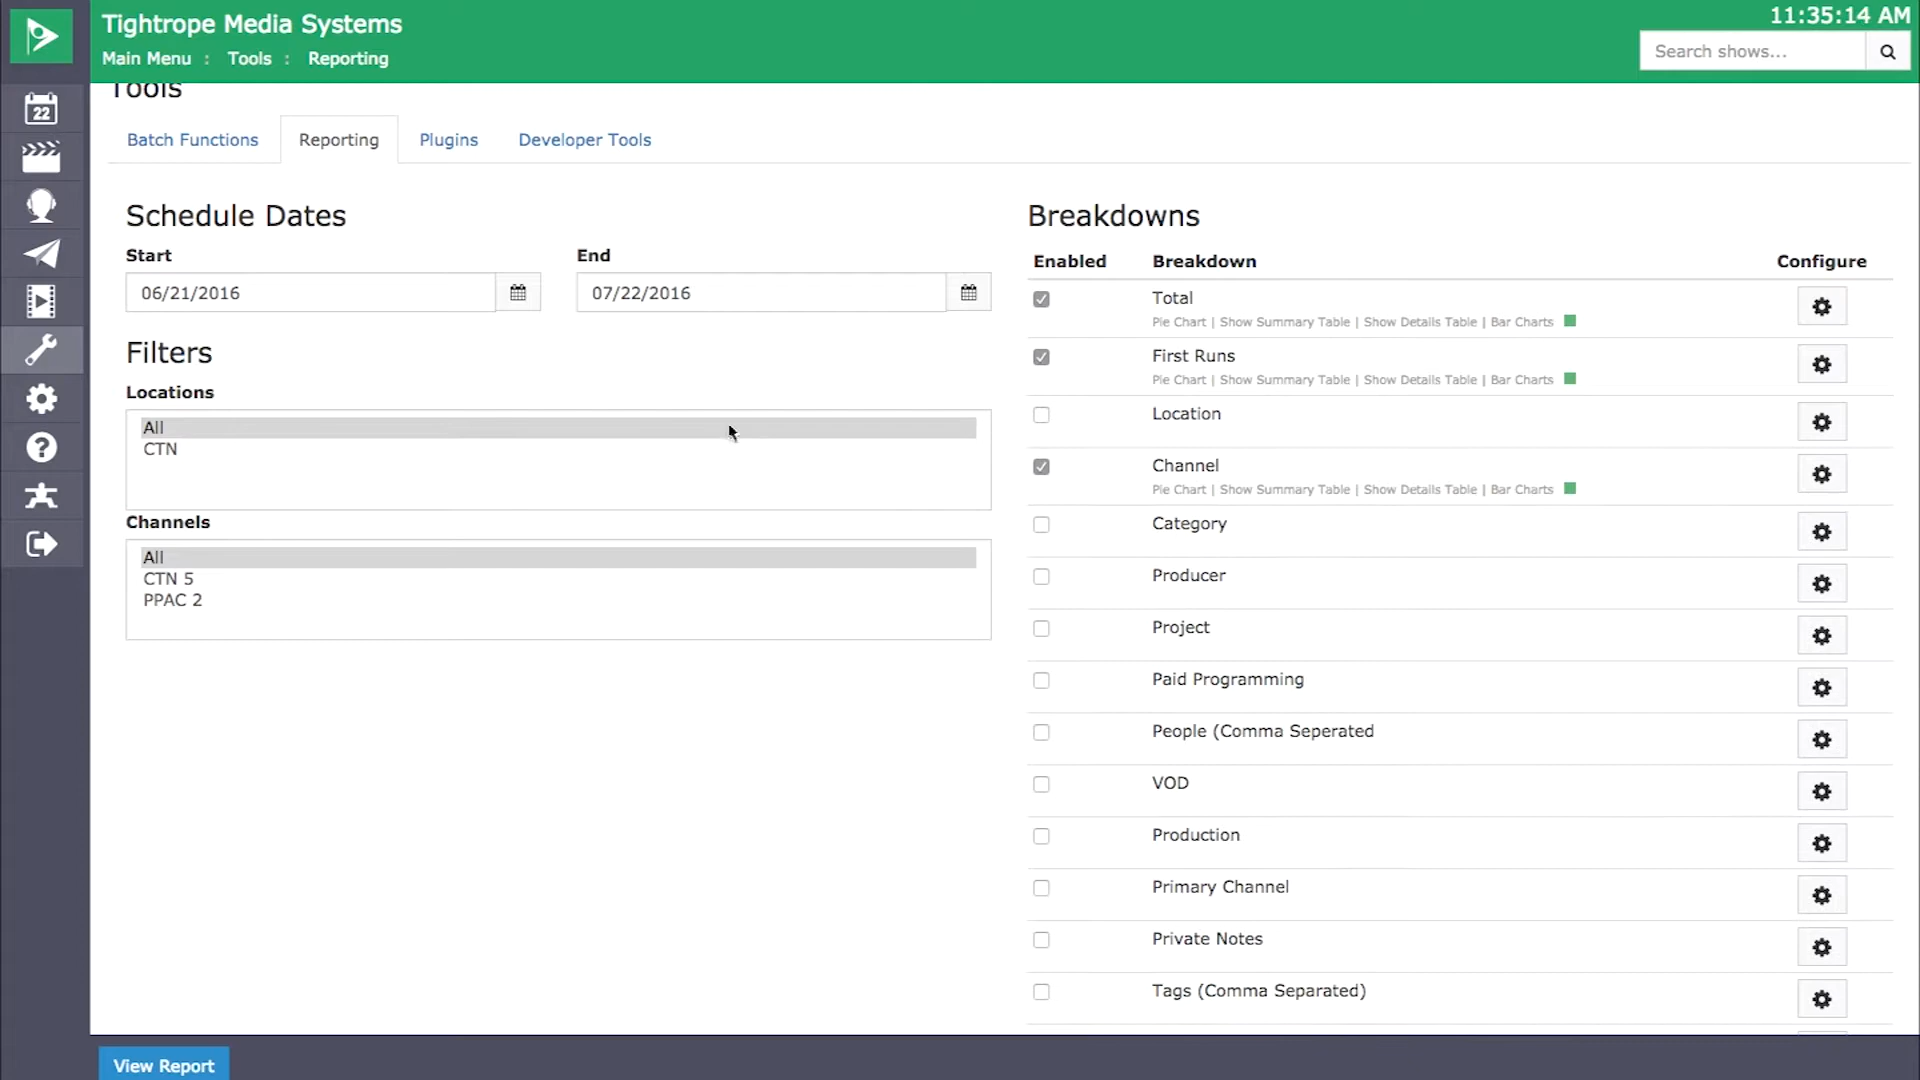 Tightrope Media Systems
11:35:14 AM
Main Menu : Tools : Reporting
Search shows...
Tools
22
Batch Functions Reporting Plugins Developer Tools
Schedule Dates
Start End
06/21/2016 07/22/2016
Filters
Locations
All
CTN
Channels
All
CTN 5
PPAC 2
Breakdowns
Enabled Breakdown Configure
Total
Pie Chart | Show Summary Table | Show Details Table | Bar Charts
First Runs
Pie Chart | Show Summary Table | Show Details Table | Bar Charts
Location
Channel
Pie Chart | Show Summary Table | Show Details Table | Bar Charts
Category
Producer
Project
Paid Programming
People (Comma Seperated
VOD
Production
Primary Channel
Private Notes
Tags (Comma Separated)
View Report